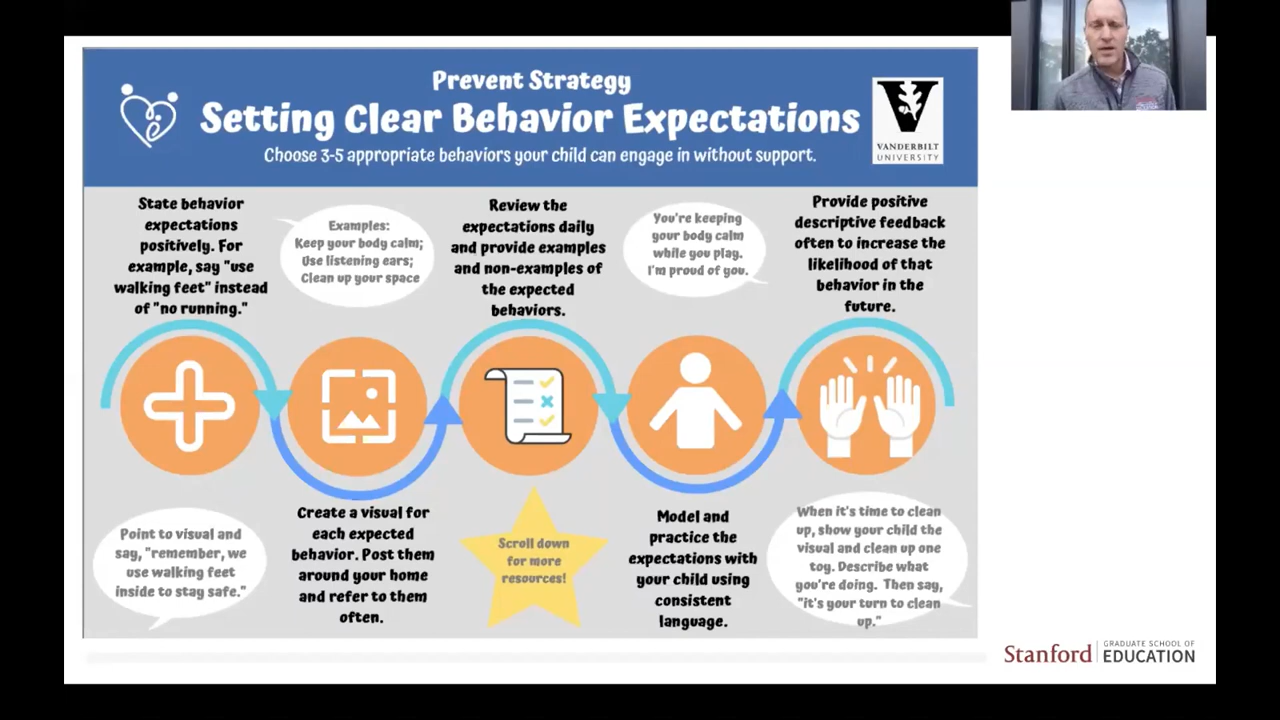 Prevent Strategy
Setting Clear Behavior Expectations
Choose 3-5 appropriate behaviors your child can engage in without support.
VANDERBILT
UNIVERSITY
State behavior
expectations
positively. For
example, say "use
walking feet" instead
of "no running."
Examples:
Keep your body calm;
Use listening ears;
Clean up your space
Review the
expectations daily
and provide examples
and non-examples of
the expected
behaviors.
You're keeping
your body calm
while you play.
I'm proud of you.
Provide positive
descriptive feedback
often to increase the
likelihood of that
behavior in the
future.
Point to visual and
say, "remember, we
use walking feet
inside to stay safe."
Create a visual for
each expected
behavior. Post them
around your home
and refer to them
often.
Scroll down
for more
resources!
Model and
practice the
expectations with
your child using
consistent
language.
When it's time to clean
up, show your child the
visual and clean up one
toy. Describe what
you're doing. Then say,
"it's your turn to clean
up."
Stanford
GRADUATE SCHOOL OF
EDUCATION